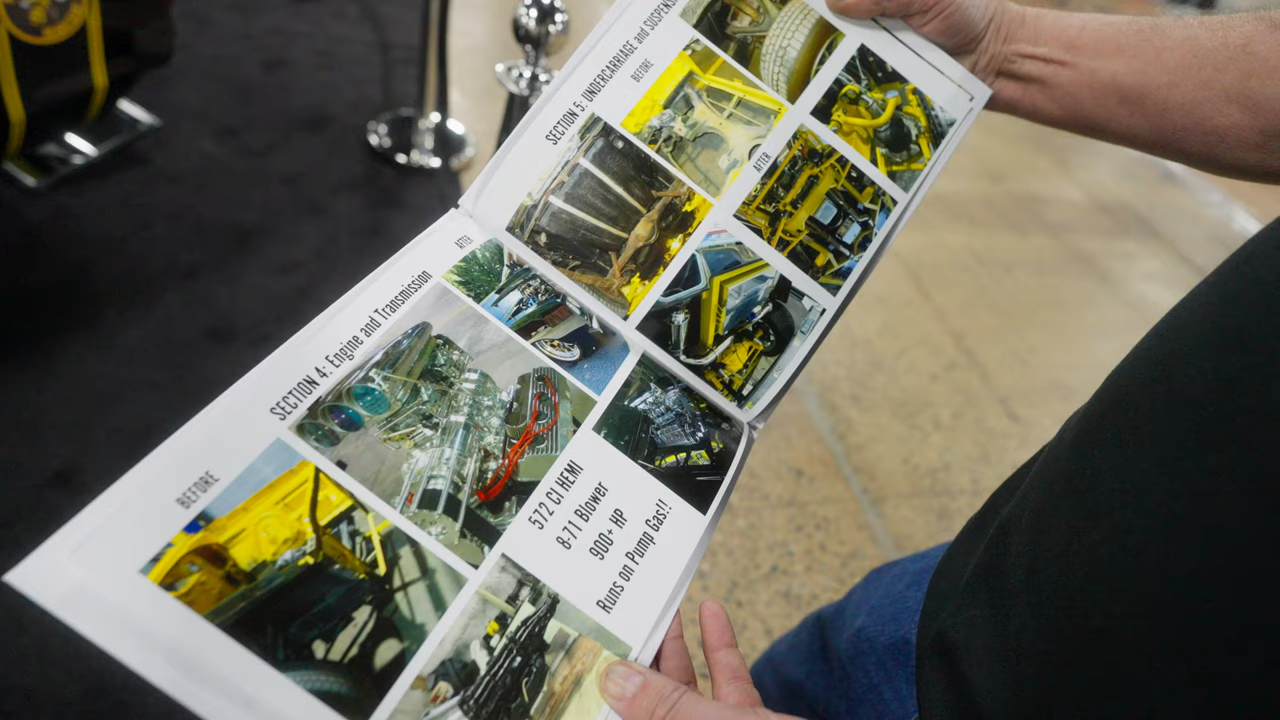 SECTION 4: Engine and Transmission
BEFORE
AFTER
572 CI HEMI
8-71 Blower
900+ HP
Runs on Pump Gas!!
SECTION 5: UNDERCARRIAGE and
BEFORE
AFTER